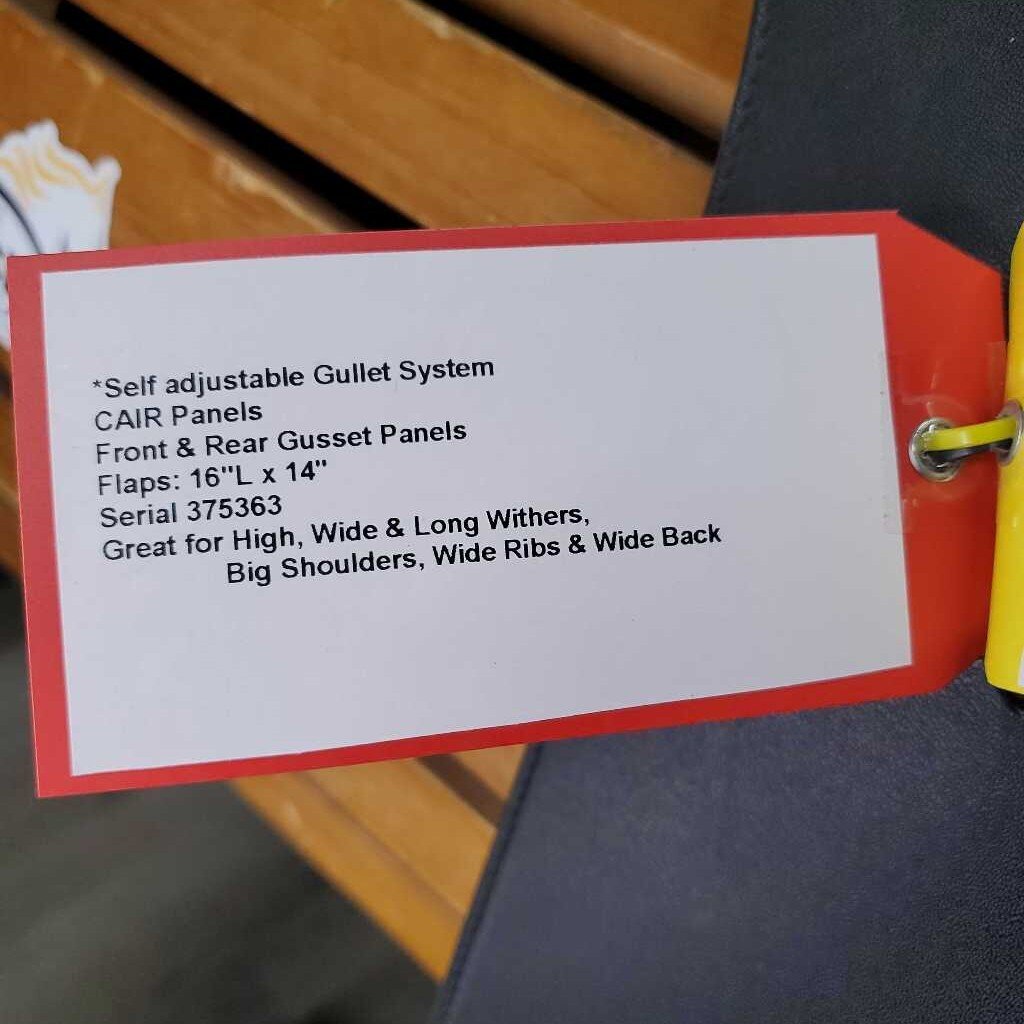 *Self adjustable Gullet System
CAIR Panels
Front & Rear Gusset Panels
Flaps: 16"L x 14"
Serial 375363
Great for High, Wide & Long Withers,
Big Shoulders, Wide Ribs & Wide Back